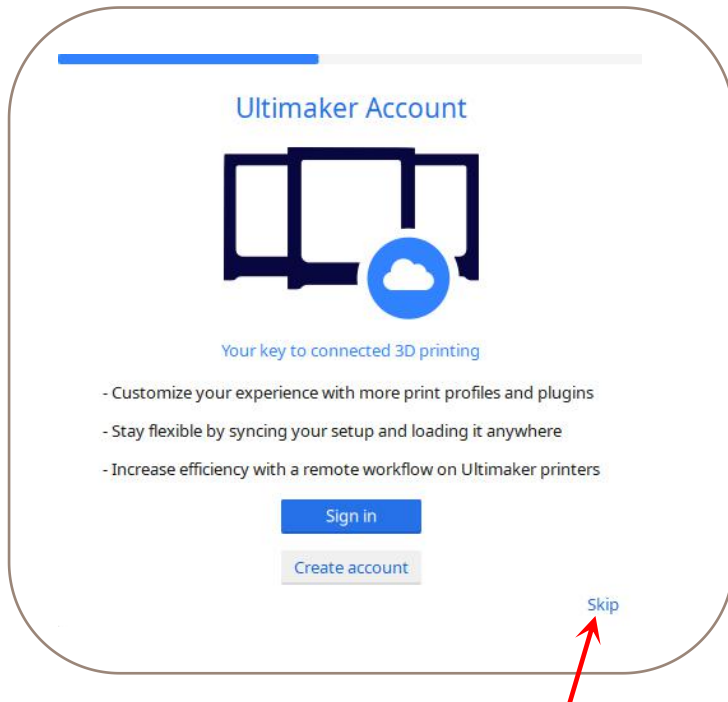 Ultimaker Account
Your key to connected 3D printing
- Customize your experience with more print profiles and plugins
- Stay flexible by syncing your setup and loading it anywhere
- Increase efficiency with a remote workflow on Ultimaker printers
Sign in
Create account
Skip